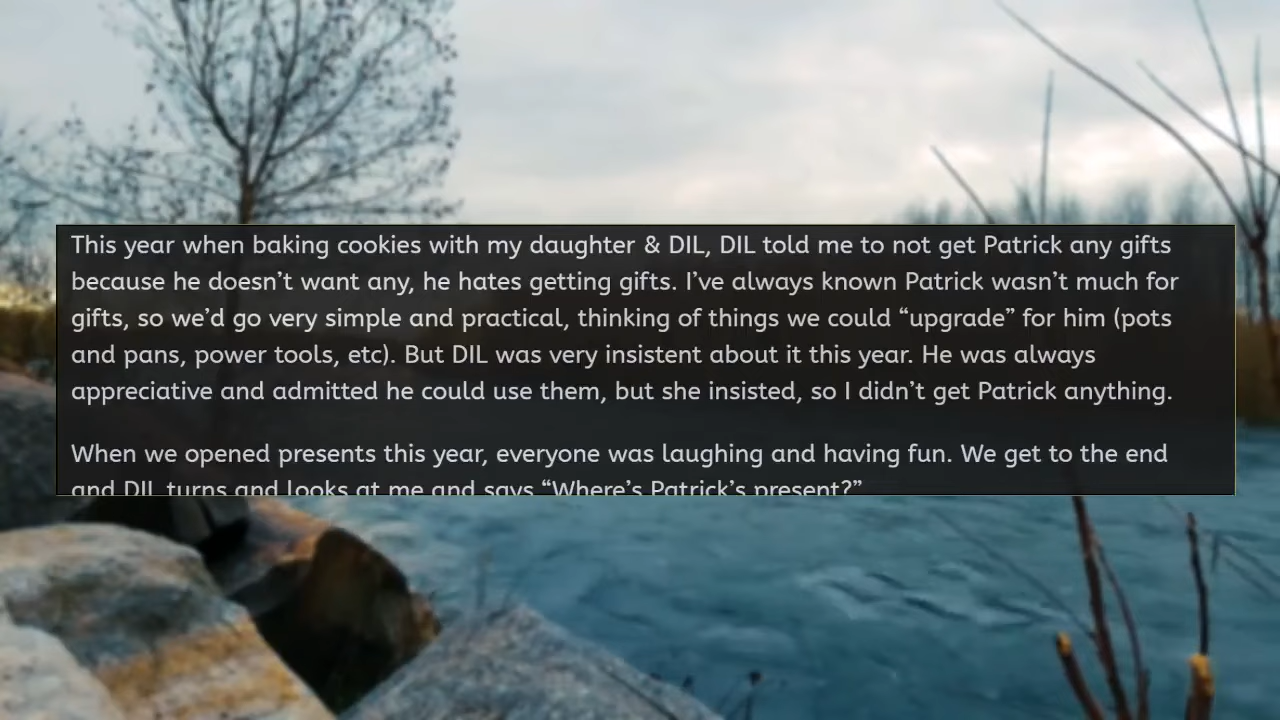 This year when baking cookies with my daughter & DIL, DIL told me to not get Patrick any gifts
because he doesn’t want any, he hates getting gifts. I’ve always known Patrick wasn’t much for
gifts, so we’d go very simple and practical, thinking of things we could “upgrade” for him (pots
and pans, power tools, etc). But DIL was very insistent about it this year. He was always
appreciative and admitted he could use them, but she insisted, so I didn’t get Patrick anything.
When we opened presents this year, everyone was laughing and having fun. We get to the end
and DIL turns and looks at me and says “Where’s Patrick’s present?”